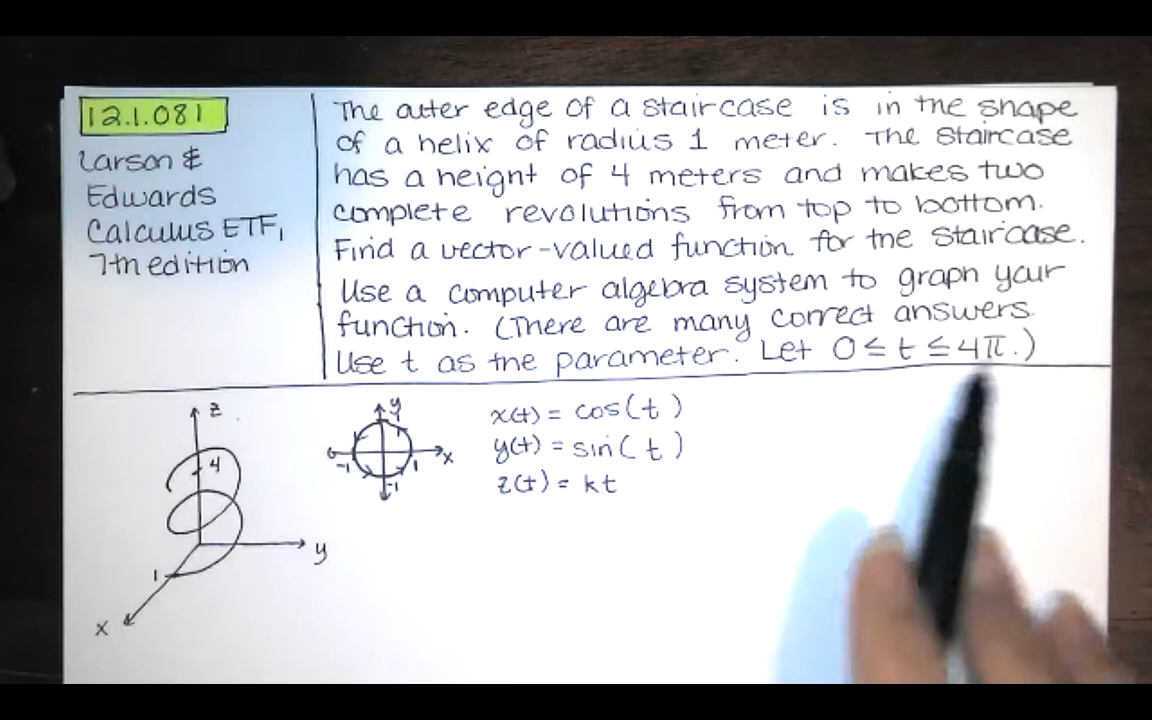 12.1.081
Larson &
Edwards
Calculus ETF,
7th edition
The outer edge of a staircase is in the shape
of a helix of radius 1 meter. The staircase
has a height of 4 meters and makes two
complete revolutions from top to bottom.
Find a vector-valued function for the staircase.
Use a computer algebra system to graph your
function. (There are many correct answers.
Use t as the parameter. Let 0 ≤ t ≤ 4π.)
z
4
y
1
x
y
1
-1
1
x
-1
x(t) = cos(t)
y(t) = sin(t)
z(t) = kt